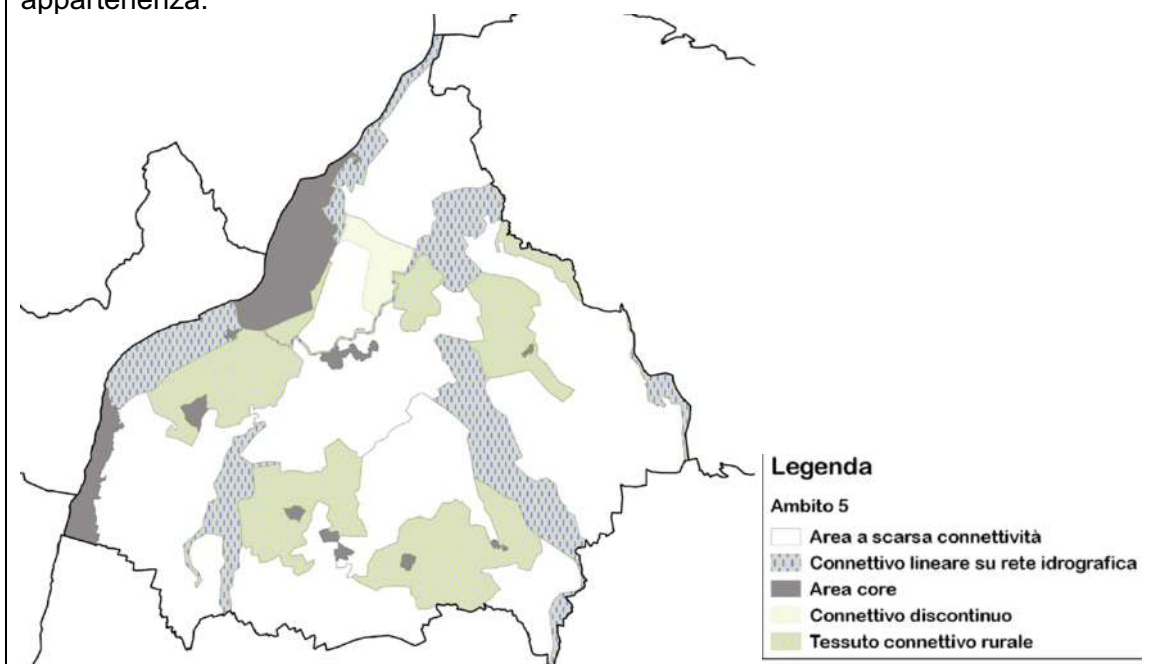 appartenenza.
Legenda
Ambito 5
Area a scarsa connettività
Connettivo lineare su rete idrografica
Area core
Connettivo discontinuo
Tessuto connettivo rurale